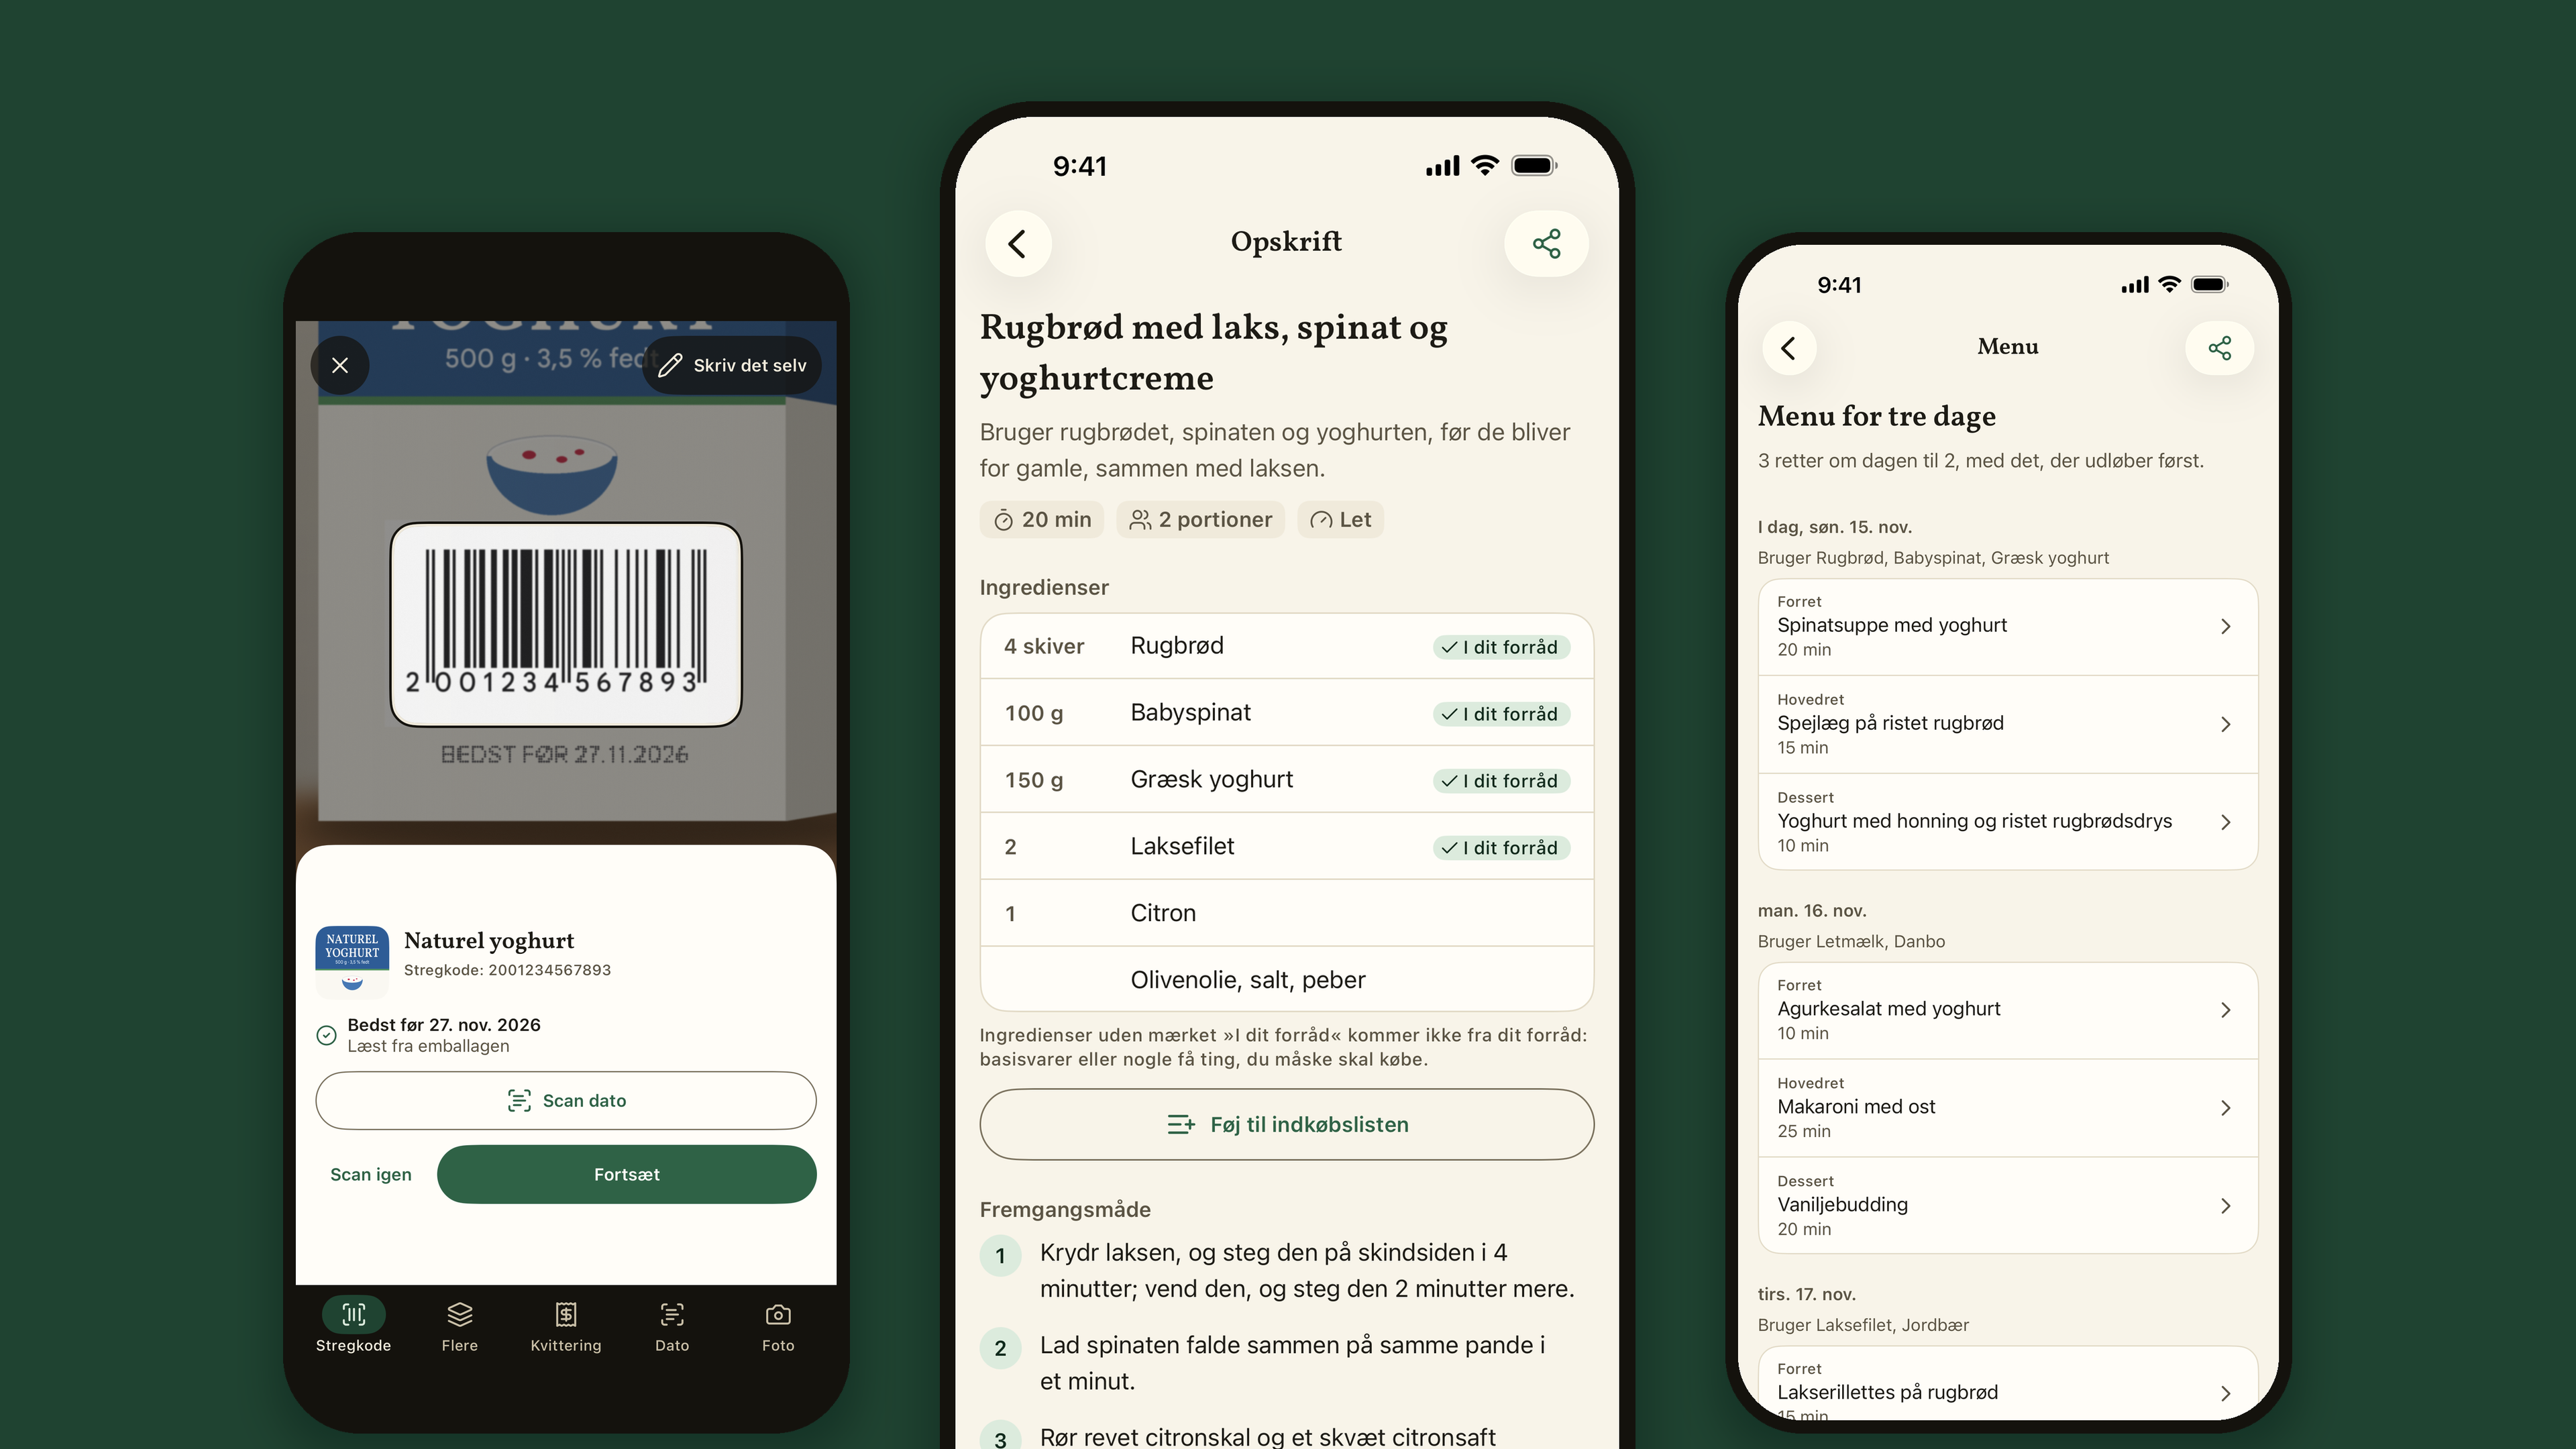 YOGHURT
500 g · 3,5 % fedt
Skriv det selv
2 001234 567893
BEDST FØR 27.11.2026
NATUREL
YOGHURT
500 g · 3,5 % fedt
Naturel yoghurt
Stregkode: 2001234567893
Bedst før 27. nov. 2026
Læst fra emballagen
Scan dato
Scan igen
Fortsæt
Stregkode
Flere
Kvittering
Dato
Foto
9:41
Opskrift
Rugbrød med laks, spinat og
yoghurtcreme
Bruger rugbrødet, spinaten og yoghurten, før de bliver
for gamle, sammen med laksen.
20 min
2 portioner
Let
Ingredienser
4 skiver Rugbrød I dit forråd
100 g Babyspinat I dit forråd
150 g Græsk yoghurt I dit forråd
2 Laksefilet I dit forråd
1 Citron
Olivenolie, salt, peber
Ingredienser uden mærket »I dit forråd« kommer ikke fra dit forråd:
basisvarer eller nogle få ting, du måske skal købe.
Føj til indkøbslisten
Fremgangsmåde
1 Krydr laksen, og steg den på skindsiden i 4
minutter; vend den, og steg den 2 minutter mere.
2 Lad spinaten falde sammen på samme pande i
et minut.
3 Rør revet citronskal og et skvæt citronsaft
9:41
Menu
Menu for tre dage
3 retter om dagen til 2, med det, der udløber først.
I dag, søn. 15. nov.
Bruger Rugbrød, Babyspinat, Græsk yoghurt
Forret
Spinatsuppe med yoghurt
20 min
Hovedret
Spejlæg på ristet rugbrød
15 min
Dessert
Yoghurt med honning og ristet rugbrødsdrys
10 min
man. 16. nov.
Bruger Letmælk, Danbo
Forret
Agurkesalat med yoghurt
10 min
Hovedret
Makaroni med ost
25 min
Dessert
Vaniljebudding
20 min
tirs. 17. nov.
Bruger Laksefilet, Jordbær
Forret
Lakserillettes på rugbrød
15 min